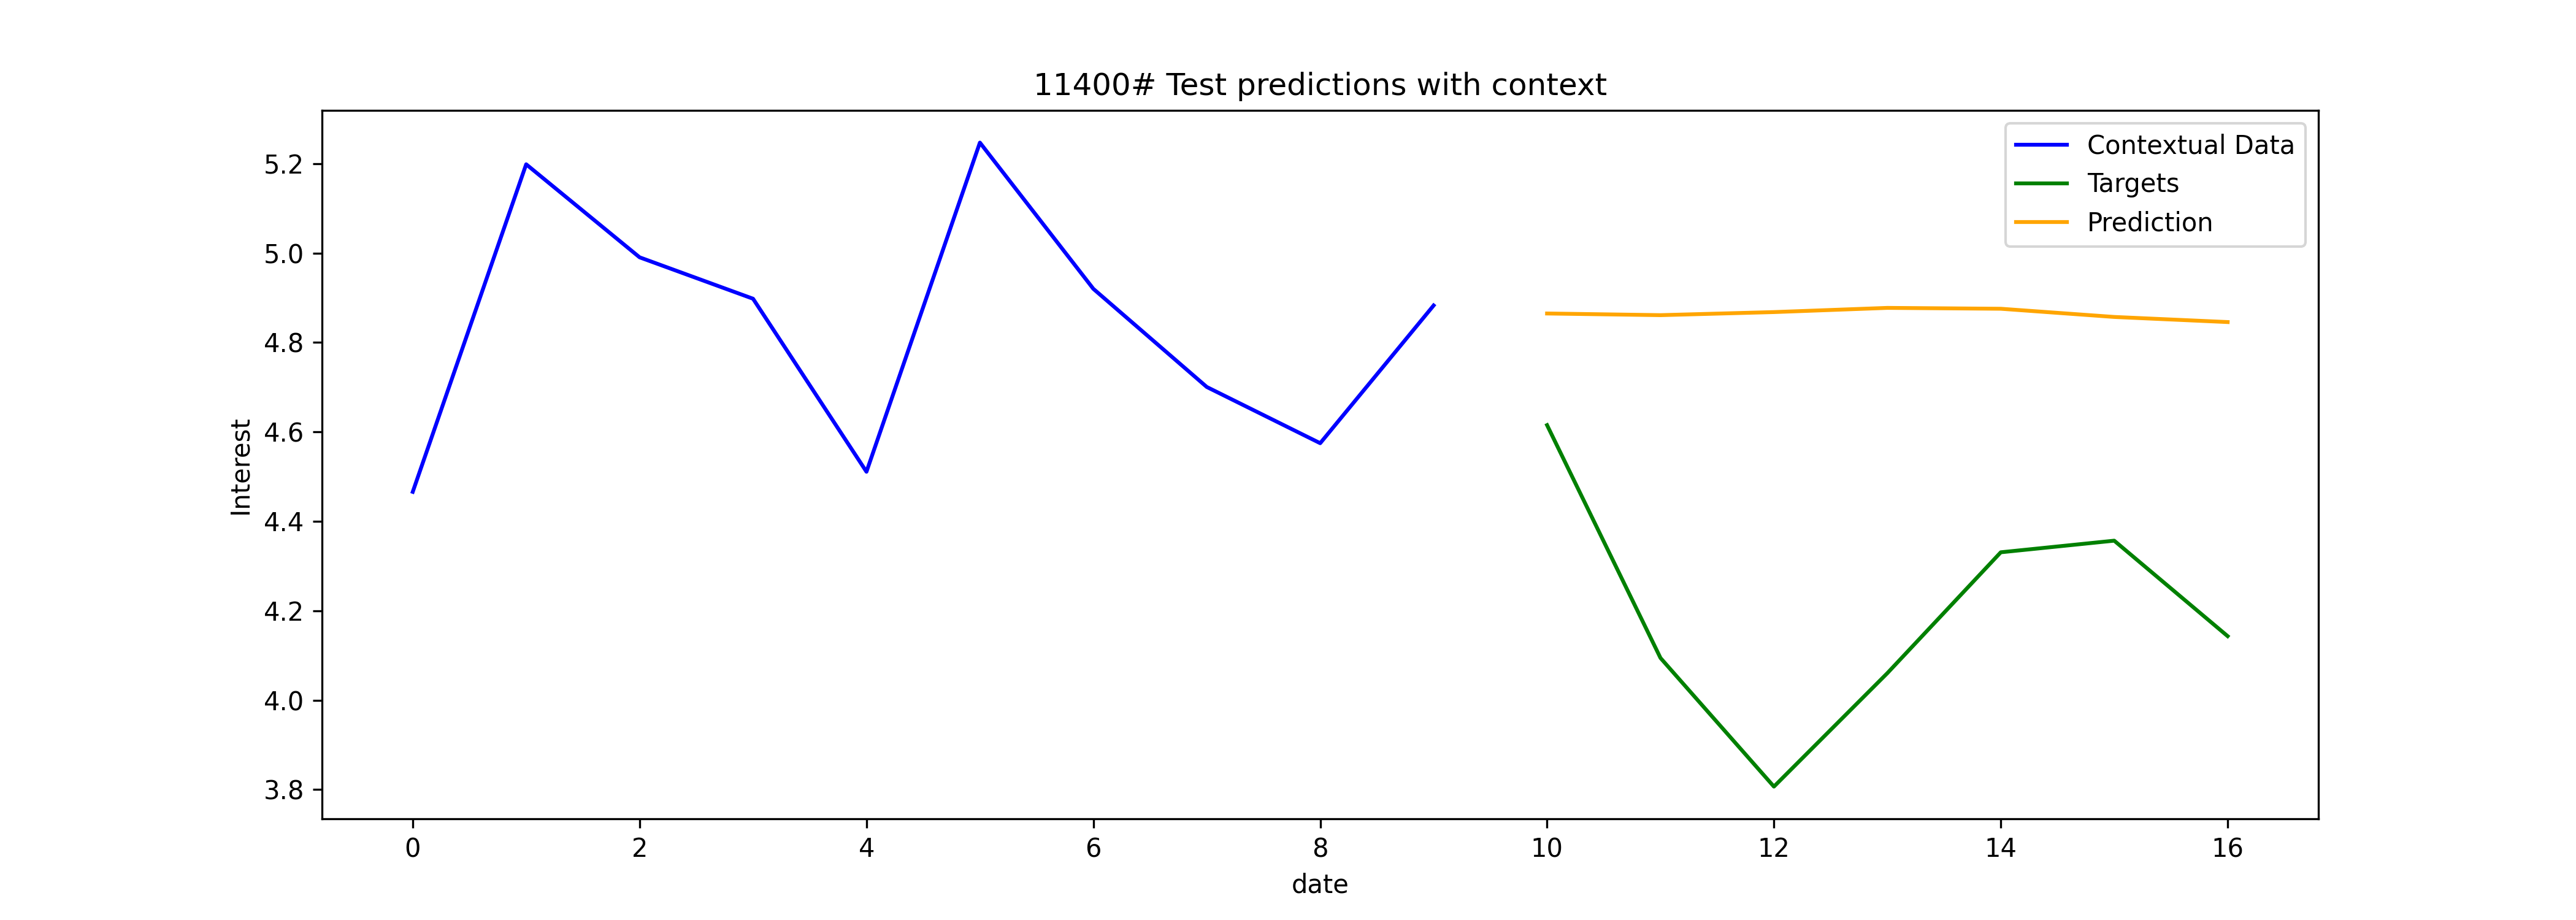 11400# Test predictions with context
Contextual Data
Targets
Prediction
Interest
5.2
5.0
4.8
4.6
4.4
4.2
4.0
3.8
0 2 4 6 8 10 12 14 16
date